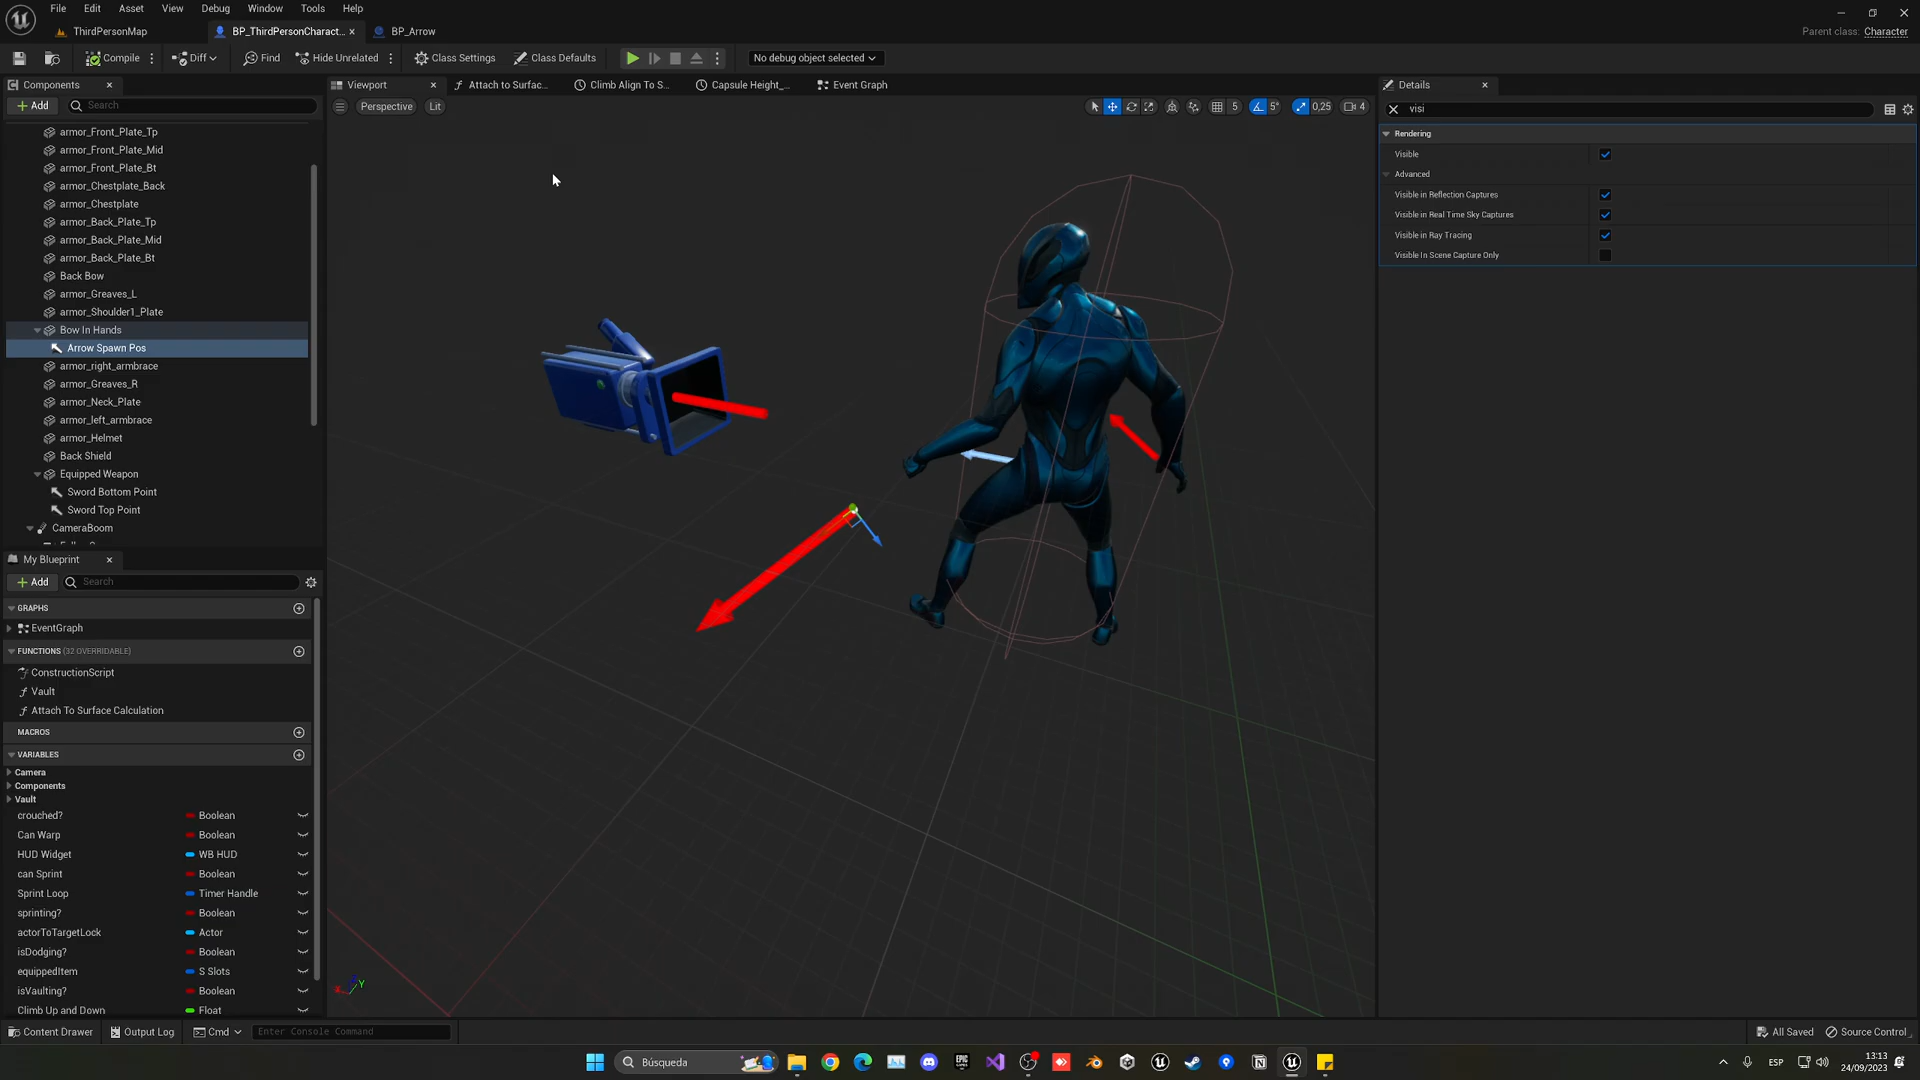 File Edit Asset View Debug Window Tools Help
ThirdPersonMap BP_ThirdPersonCharact... BP_Arrow Parent class: Character
Compile Diff Find Hide Unrelated Class Settings Class Defaults No debug object selected
Components Viewport Attach to Surfac... Climb Align To S... Capsule Height_... Event Graph Details
Add Search Perspective Lit 5 5° 0,25 4 visi
armor_Front_Plate_Tp
armor_Front_Plate_Mid
armor_Front_Plate_Bt
armor_Chestplate_Back
armor_Chestplate
armor_Back_Plate_Tp
armor_Back_Plate_Mid
armor_Back_Plate_Bt
Back Bow
armor_Greaves_L
armor_Shoulder1_Plate
Bow In Hands
Arrow Spawn Pos
armor_right_armbrace
armor_Greaves_R
armor_Neck_Plate
armor_left_armbrace
armor_Helmet
Back Shield
Equipped Weapon
Sword Bottom Point
Sword Top Point
CameraBoom
Rendering
Visible
Advanced
Visible in Reflection Captures
Visible in Real Time Sky Captures
Visible in Ray Tracing
Visible In Scene Capture Only
My Blueprint
Add Search
GRAPHS
EventGraph
FUNCTIONS (32 OVERRIDABLE)
ConstructionScript
Vault
Attach To Surface Calculation
MACROS
VARIABLES
Camera
Components
Vault
crouched? Boolean
Can Warp Boolean
HUD Widget WB HUD
can Sprint Boolean
Sprint Loop Timer Handle
sprinting? Boolean
actorToTargetLock Actor
isDodging? Boolean
equippedItem S Slots
isVaulting? Boolean
Climb Up and Down Float
Content Drawer Output Log Cmd Enter Console Command All Saved Source Control
Búsqueda ESP 13:13
24/09/2023